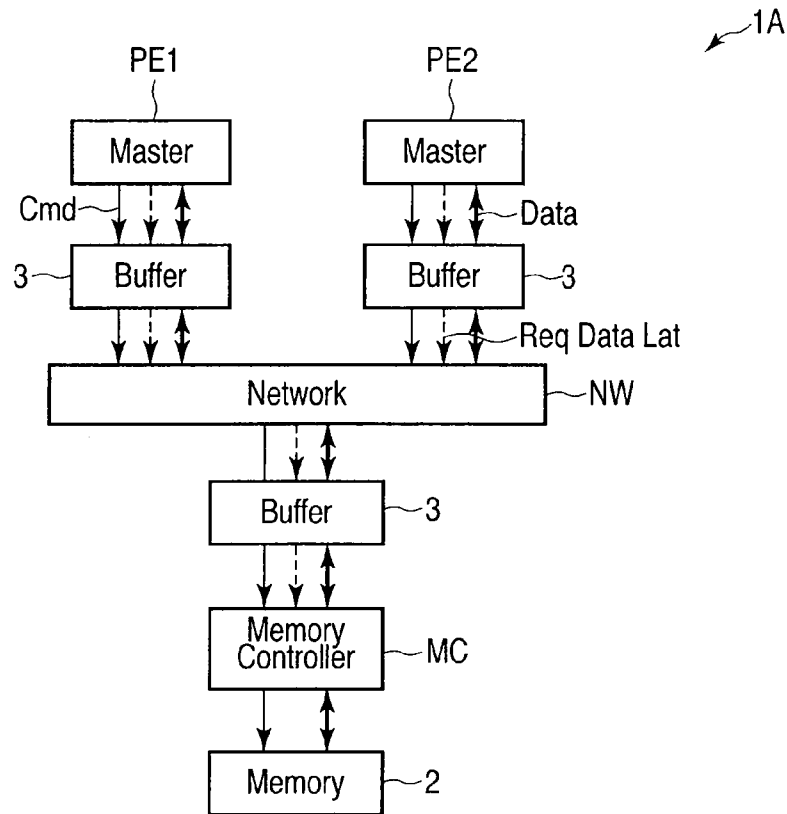 1A
PE1
PE2
Master
Master
Cmd
Data
3
Buffer
Buffer
3
Req Data Lat
Network
NW
Buffer
3
Memory
Controller
MC
Memory
2